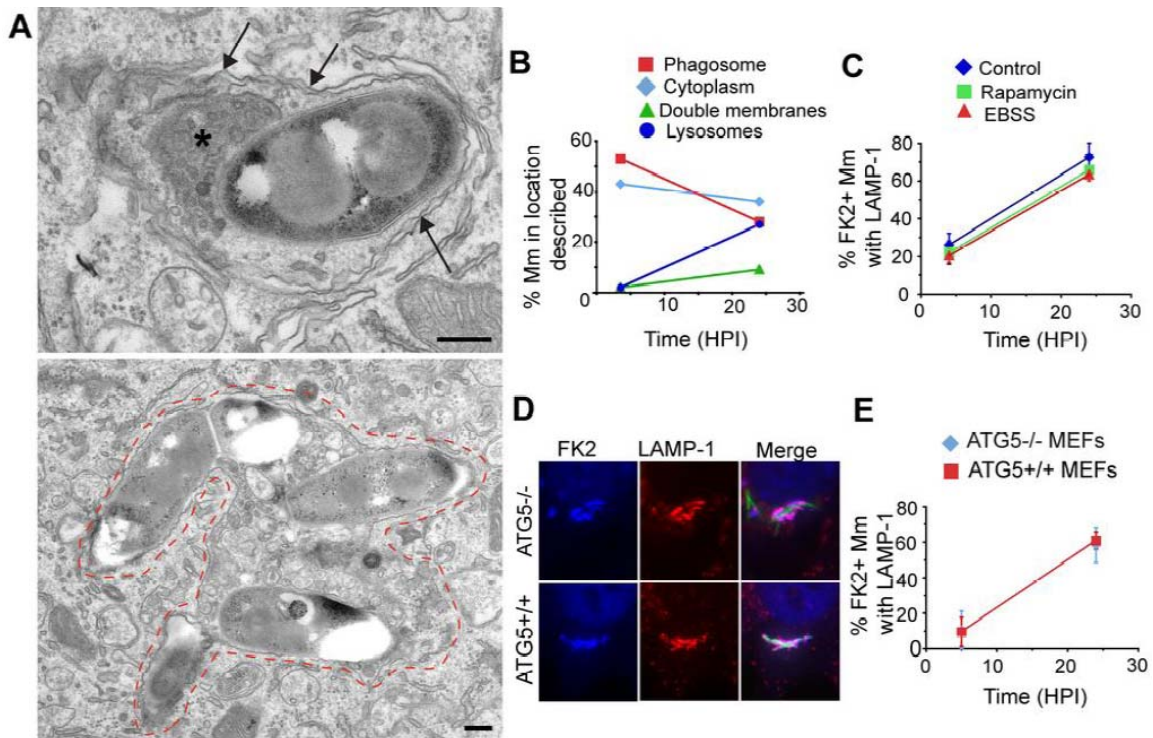 A
*
B
Phagosome
Cytoplasm
Double membranes
Lysosomes
% Mm in location
described
60
40
20
0
0 10 20 30
Time (HPI)
C
Control
Rapamycin
EBSS
% FK2+ Mm
with LAMP-1
80
60
40
20
0
0 10 20 30
Time (HPI)
D
FK2 LAMP-1 Merge
ATG5-/-
ATG5+/+
E
ATG5-/- MEFs
ATG5+/+ MEFs
% FK2+ Mm
with LAMP-1
80
60
40
20
0
0 10 20 30
Time (HPI)